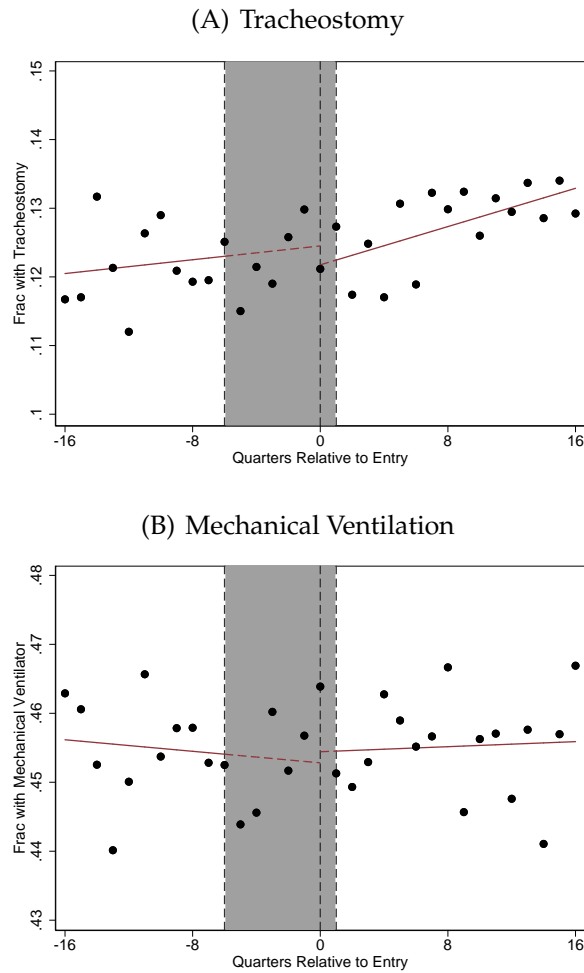 (A) Tracheostomy
.15
.14
.13
.12
.11
.1
Frac with Tracheostomy
-16 -8 0 8 16
Quarters Relative to Entry
(B) Mechanical Ventilation
.48
.47
.46
.45
.44
.43
Frac with Mechanical Ventilator
-16 -8 0 8 16
Quarters Relative to Entry